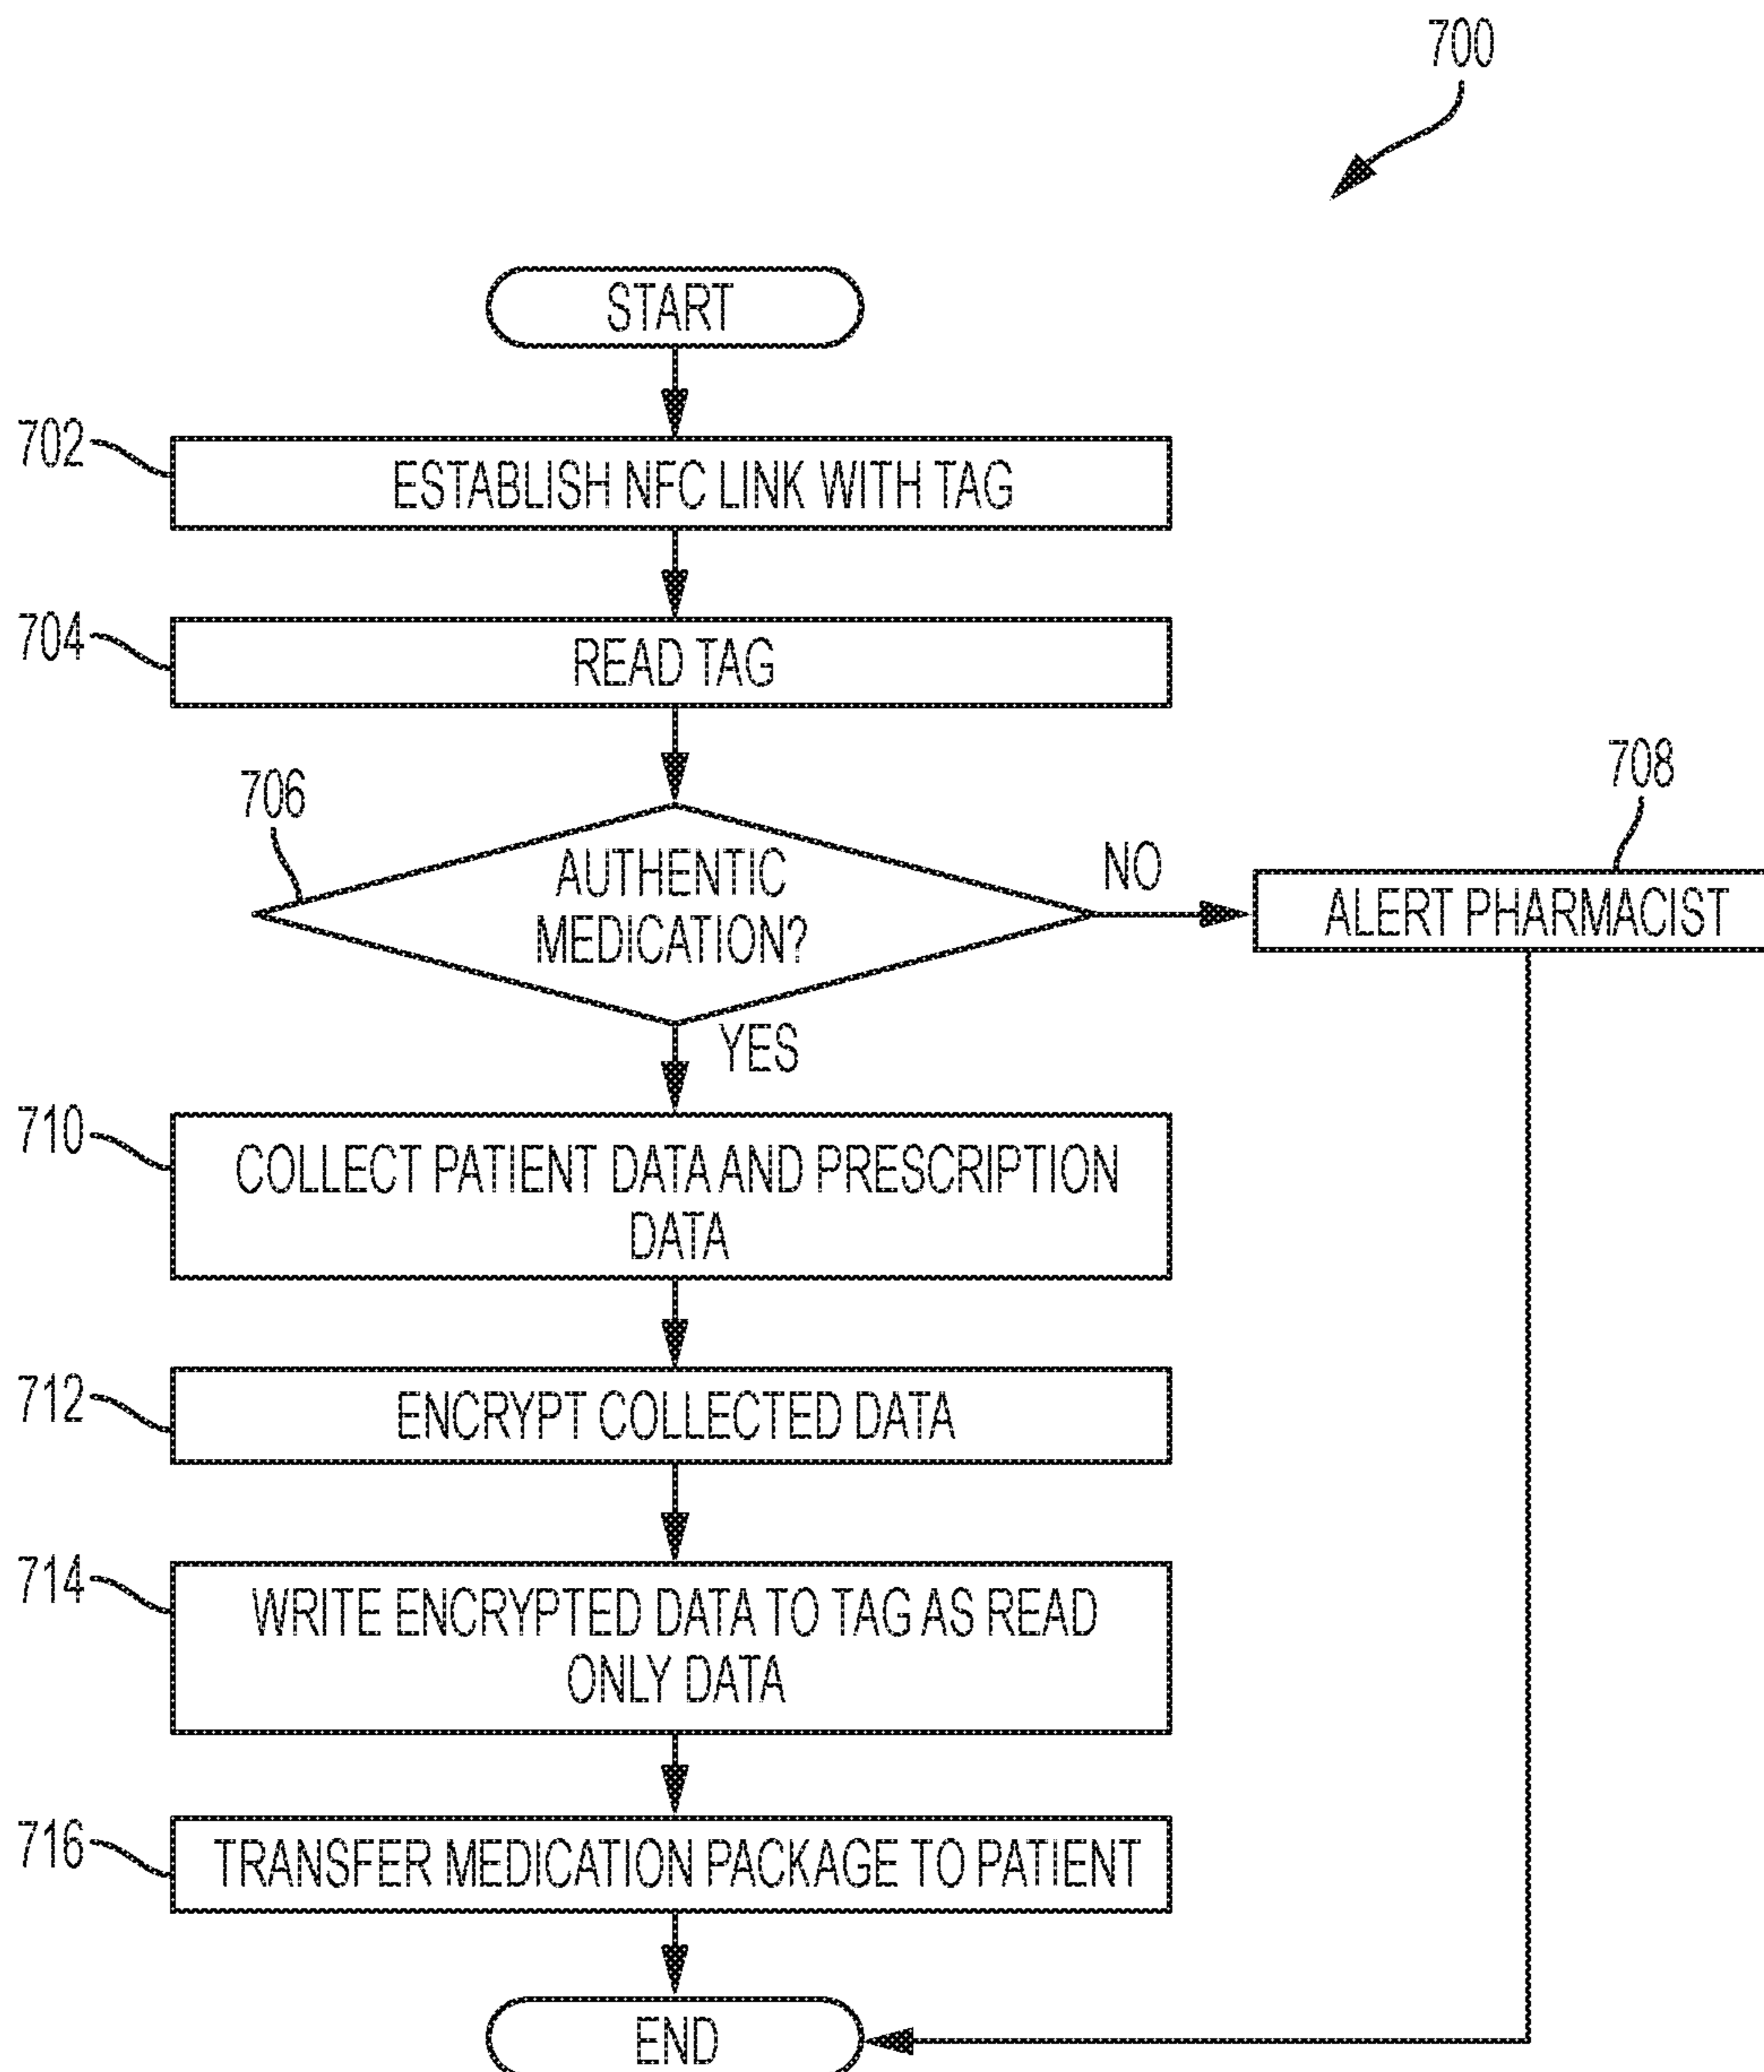 700
START
702
ESTABLISH NFC LINK WITH TAG
704
READ TAG
706
AUTHENTIC
MEDICATION?
NO
708
ALERT PHARMACIST
YES
710
COLLECT PATIENT DATA AND PRESCRIPTION
DATA
712
ENCRYPT COLLECTED DATA
714
WRITE ENCRYPTED DATA TO TAG AS READ
ONLY DATA
716
TRANSFER MEDICATION PACKAGE TO PATIENT
END